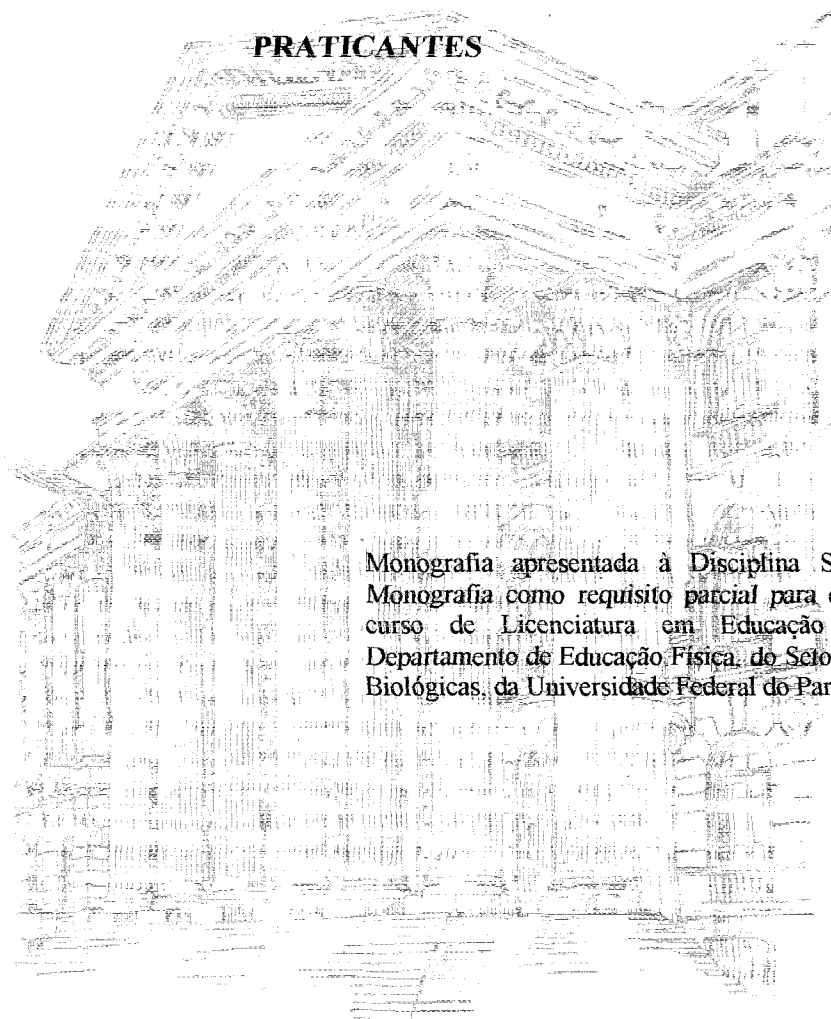 PRATICANTES
Monografia apresentada à Disciplina S
Monografia como requisito parcial para
curso de Licenciatura em Educação
Departamento de Educação Física, do Seto
Biológicas, da Universidade Federal do Par